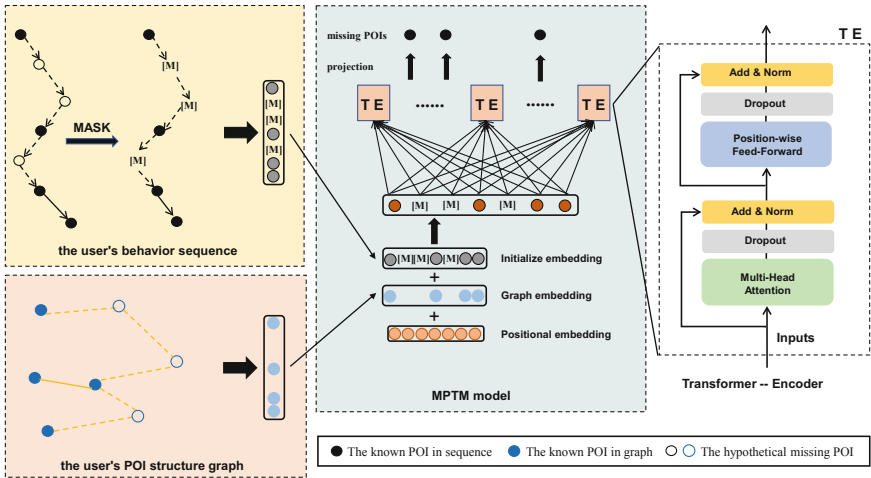 [M]
[M]
MASK
[M]
[M]
[M]
[M]
the user's behavior sequence
the user's POI structure graph
missing POIs
projection
T E
......
T E
......
T E
[M] [M] [M]
[M][M] [M]
Initialize embedding
+
Graph embedding
+
Positional embedding
MPTM model
T E
Add & Norm
Dropout
Position-wise
Feed-Forward
Add & Norm
Dropout
Multi-Head
Attention
Inputs
Transformer -- Encoder
The known POI in sequence The known POI in graph The hypothetical missing POI